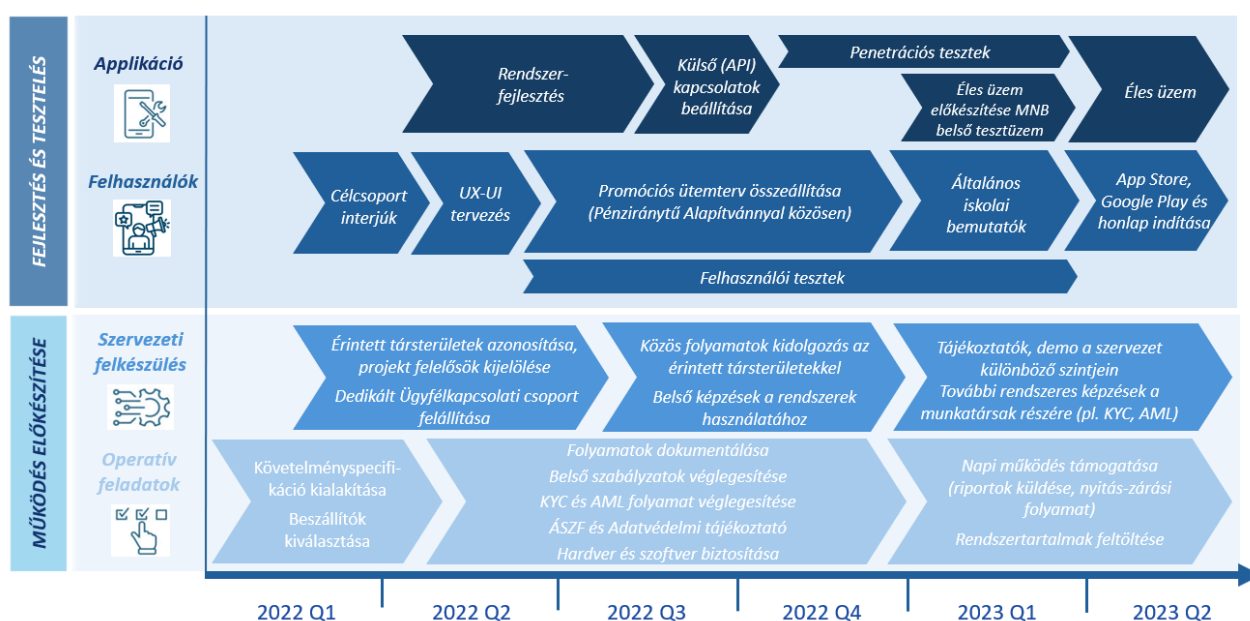 FEJLESZTÉS ÉS TESZTELÉS
Applikáció
Rendszer-
fejlesztés
Külső (API)
kapcsolatok
beállítása
Penetrációs tesztek
Éles üzem
előkészítése MNB
belső tesztüzem
Éles üzem
Felhasználók
Célcsoport
interjúk
UX-UI
tervezés
Promóciós ütemterv összeállítása
(Pénziránytű Alapítvánnyal közösen)
Általános
iskolai
bemutatók
App Store,
Google Play és
honlap indítása
Felhasználói tesztek
MŰKÖDÉS ELŐKÉSZÍTÉSE
Szervezeti
felkészülés
Érintett társterületek azonosítása,
projekt felelősök kijelölése
Dedikált Ügyfélkapcsolati csoport
felállítása
Közös folyamatok kidolgozás az
érintett társterületekkel
Belső képzések a rendszerek
használatához
Tájékoztatók, demo a szervezet
különböző szintjein
További rendszeres képzések a
munkatársak részére (pl. KYC, AML)
Operatív
feladatok
Követelményspecifi-
káció kialakítása
Beszállítók
kiválasztása
Folyamatok dokumentálása
Belső szabályzatok véglegesítése
KYC és AML folyamat véglegesítése
ÁSZF és Adatvédelmi tájékoztató
Hardver és szoftver biztosítása
Napi működés támogatása
(riportok küldése, nyitás-zárási
folyamat)
Rendszertartalmak feltöltése
2022 Q1
2022 Q2
2022 Q3
2022 Q4
2023 Q1
2023 Q2